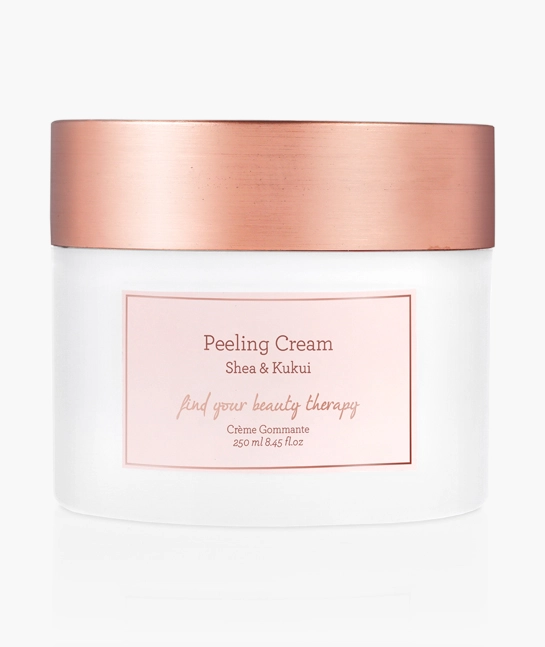 Peeling Cream
Shea & Kukui
find your beauty therapy
Crème Gommante
250 ml 8.45 fl.oz